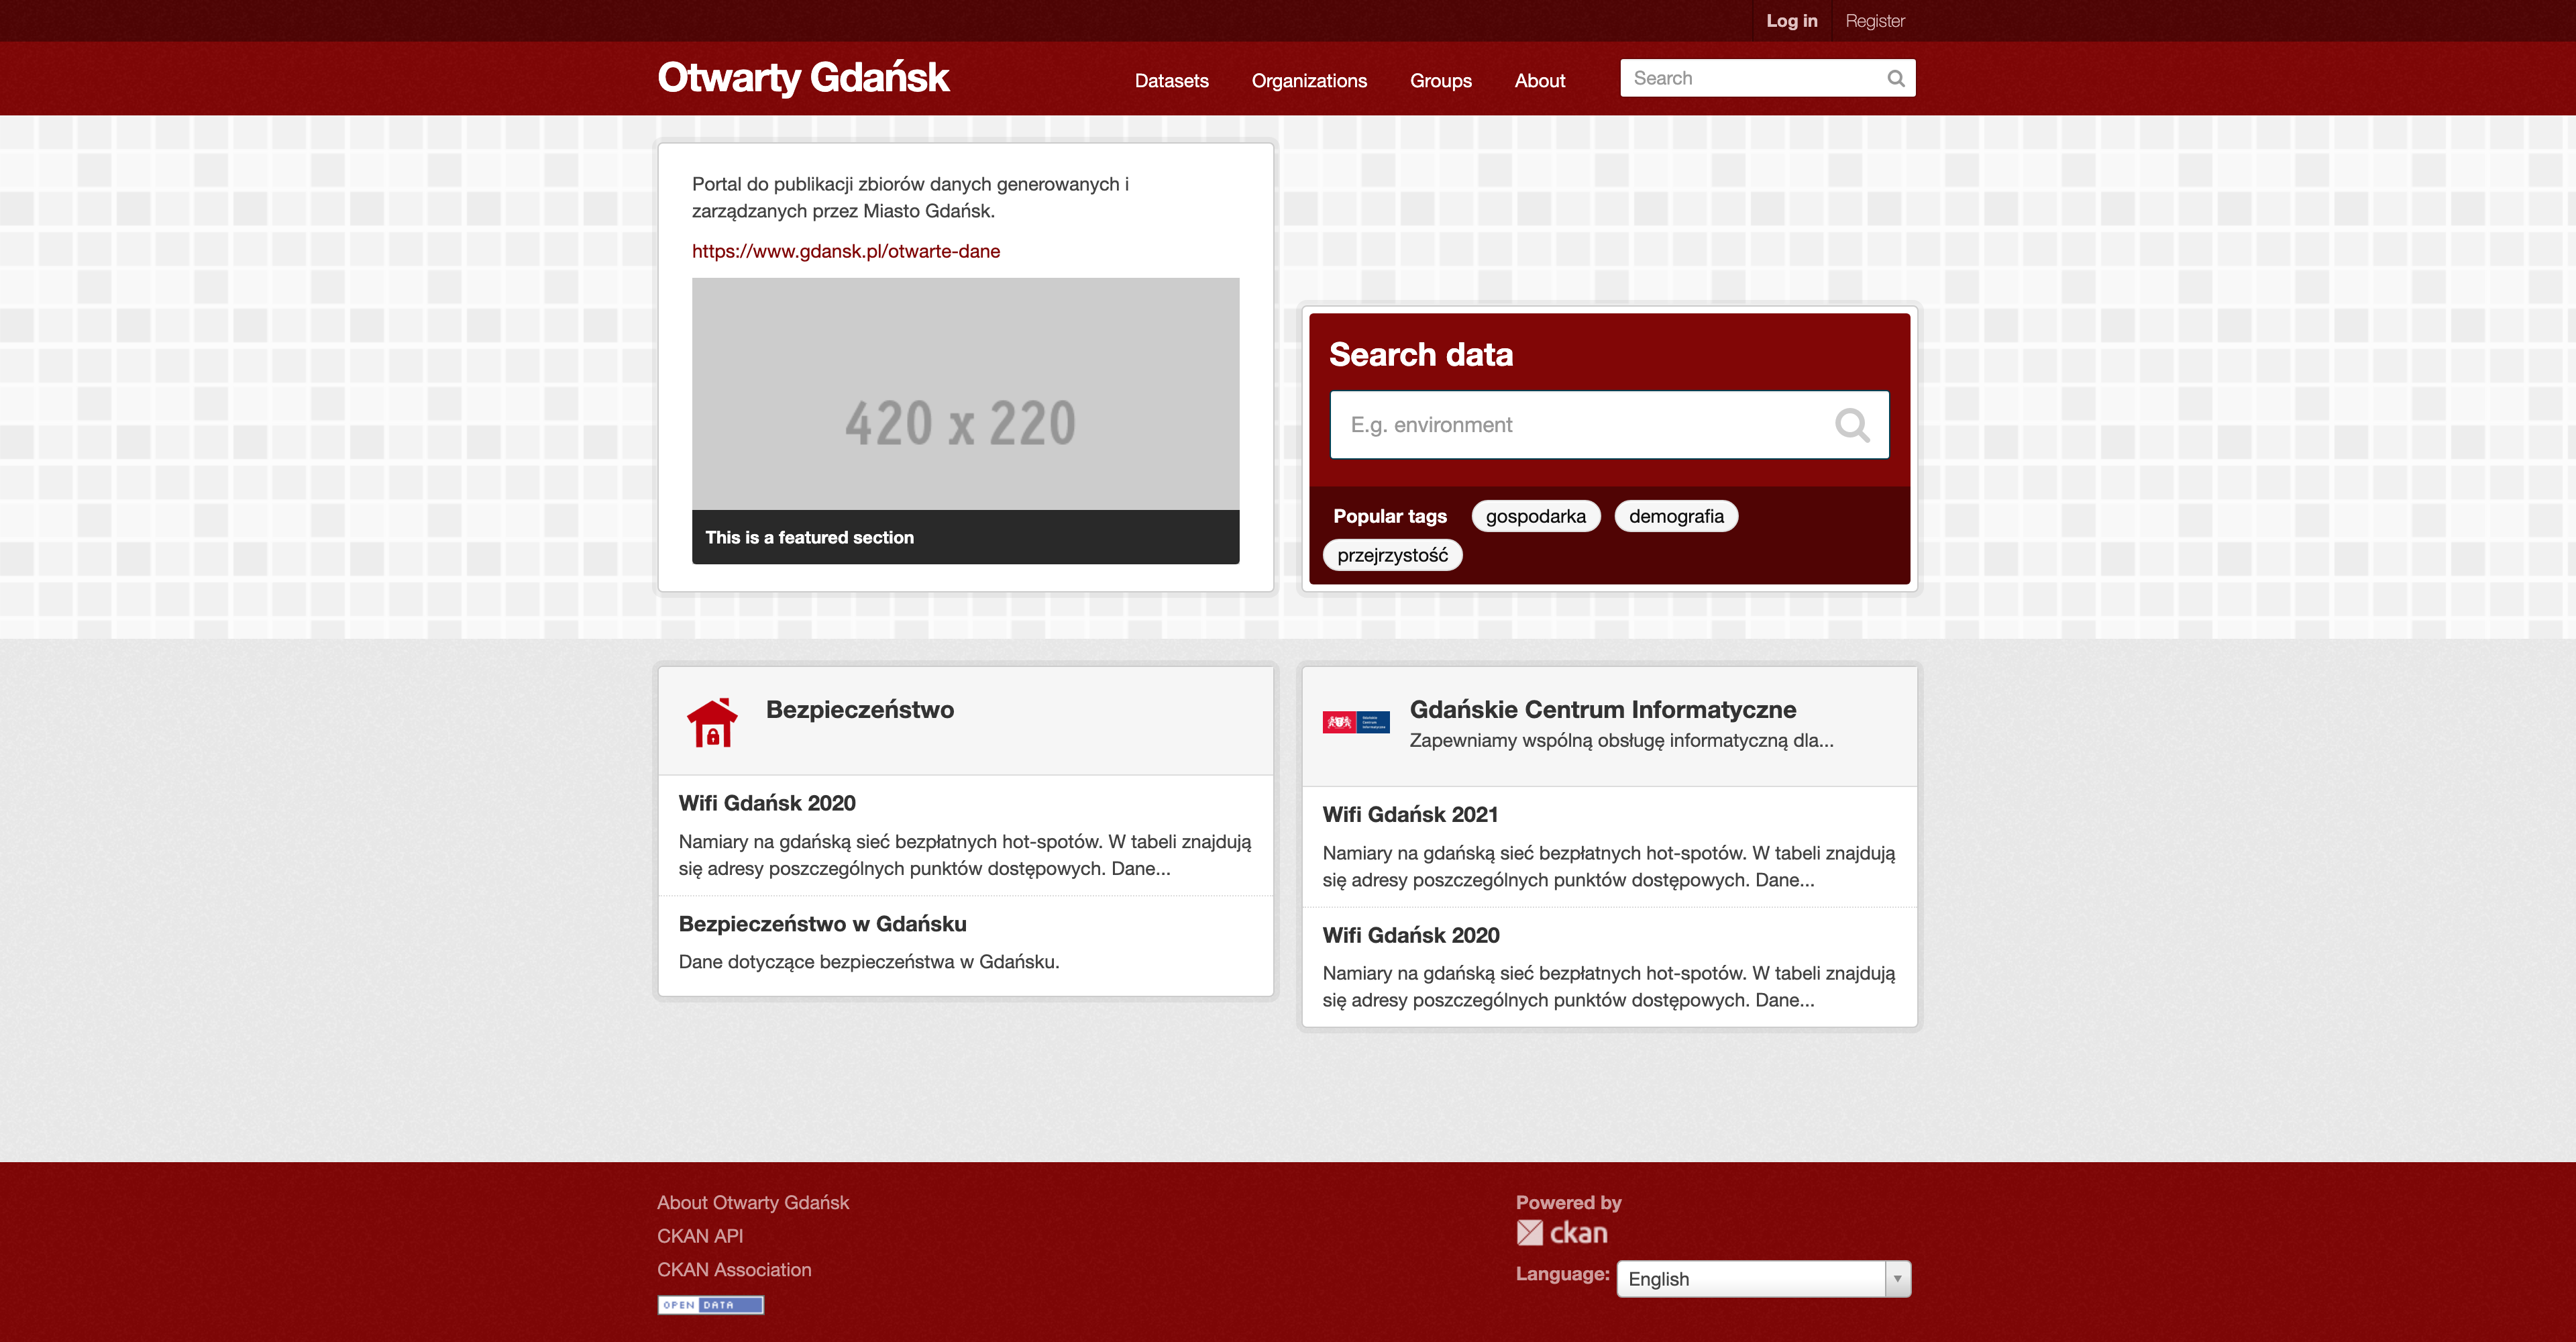 Log in
Register
Otwarty Gdańsk
Datasets
Organizations
Groups
About
Search
Portal do publikacji zbiorów danych generowanych i
zarządzanych przez Miasto Gdańsk.
https://www.gdansk.pl/otwarte-dane
420 x 220
This is a featured section
Search data
E.g. environment
Popular tags
gospodarka
demografia
przejrzystość
Bezpieczeństwo
Wifi Gdańsk 2020
Namiary na gdańską sieć bezpłatnych hot-spotów. W tabeli znajdują
się adresy poszczególnych punktów dostępowych. Dane...
Bezpieczeństwo w Gdańsku
Dane dotyczące bezpieczeństwa w Gdańsku.
Gdańskie Centrum Informatyczne
Zapewniamy wspólną obsługę informatyczną dla...
Wifi Gdańsk 2021
Namiary na gdańską sieć bezpłatnych hot-spotów. W tabeli znajdują
się adresy poszczególnych punktów dostępowych. Dane...
Wifi Gdańsk 2020
Namiary na gdańską sieć bezpłatnych hot-spotów. W tabeli znajdują
się adresy poszczególnych punktów dostępowych. Dane...
About Otwarty Gdańsk
CKAN API
CKAN Association
OPEN DATA
Powered by
ckan
Language:
English